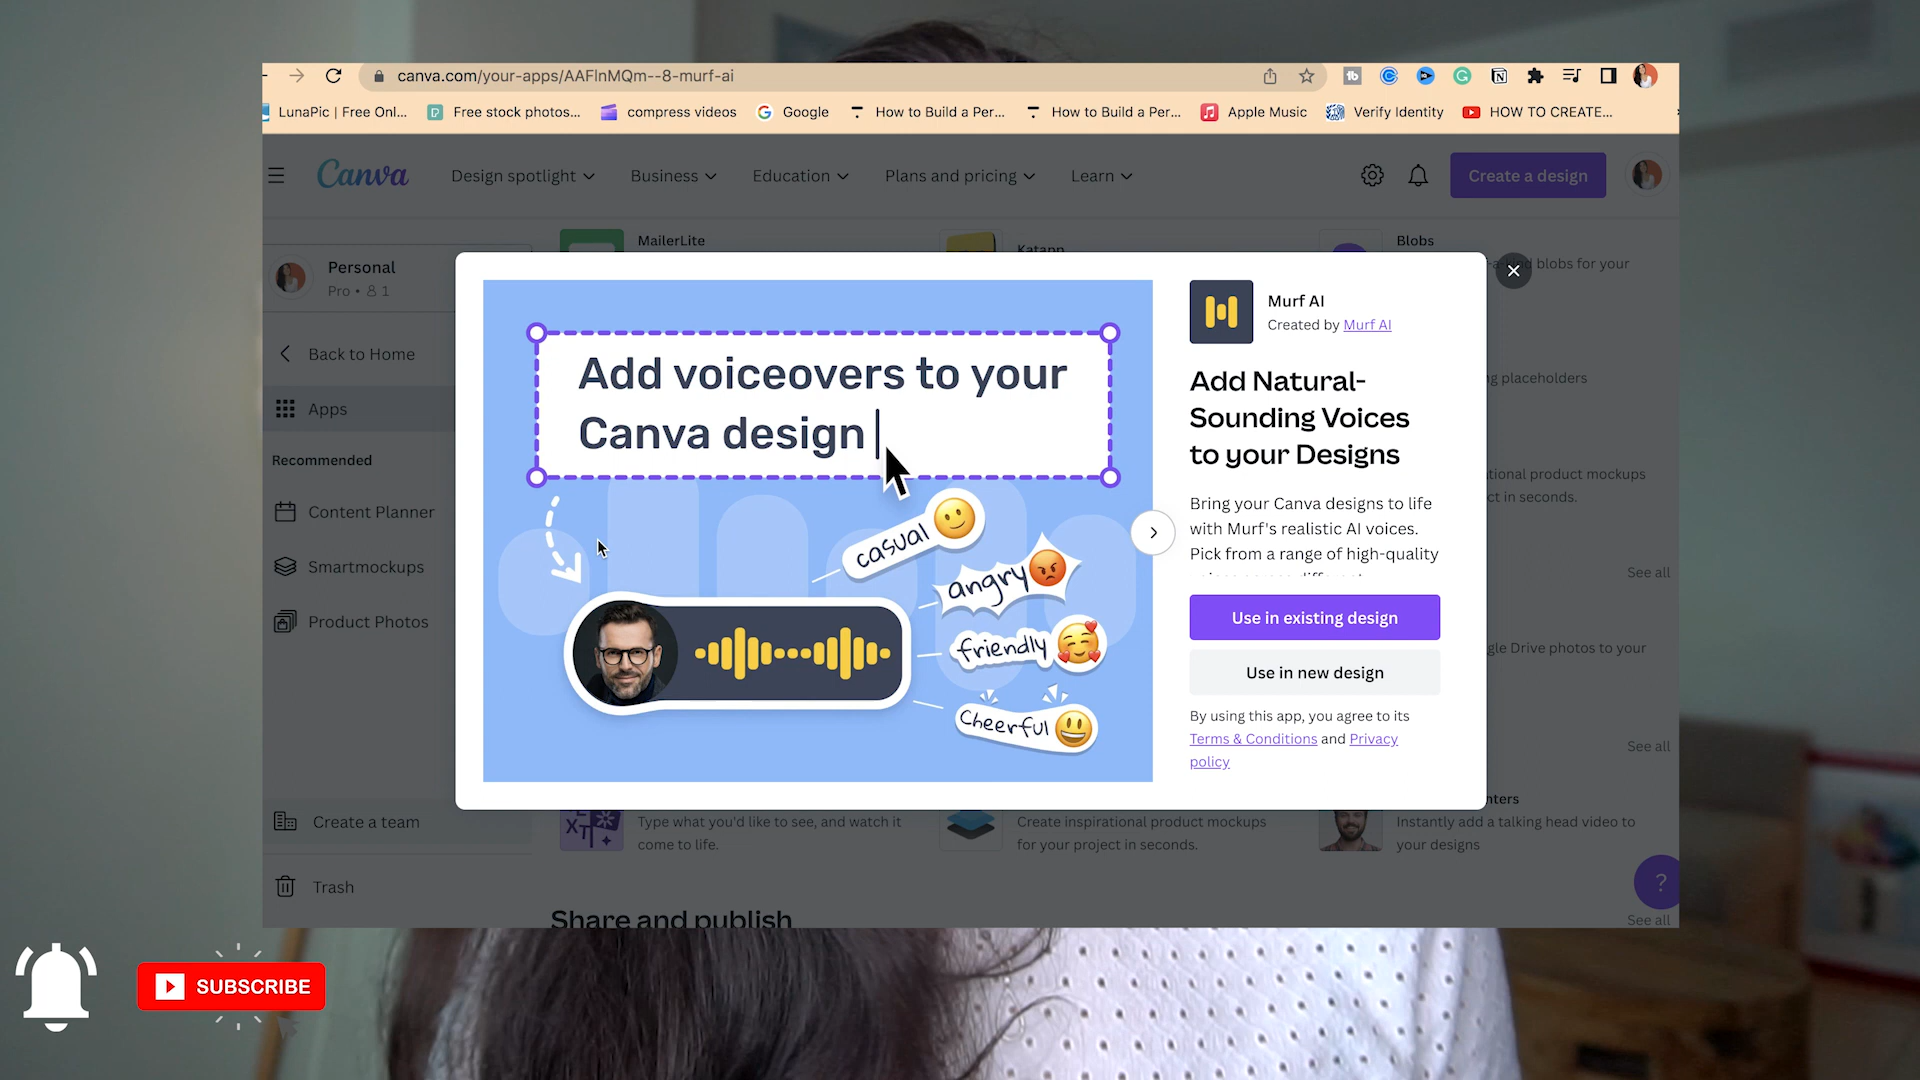 canva.com/your-apps/AAFlnMQm--8-murf-ai
LunaPic | Free Onl...
Free stock photos...
compress videos
Google
How to Build a Per...
How to Build a Per...
Apple Music
Verify Identity
HOW TO CREATE...
Canva
Design spotlight
Business
Education
Plans and pricing
Learn
Create a design
Personal
Pro • 1
Back to Home
Apps
Recommended
Content Planner
Smartmockups
Product Photos
Create a team
Trash
MailerLite
Blobs
blobs for your
placeholders
product mockups
in seconds.
See all
Drive photos to your
See all
Add voiceovers to your
Canva design
casual
angry
friendly
Cheerful
Murf AI
Created by Murf AI
Add Natural-
Sounding Voices
to your Designs
Bring your Canva designs to life
with Murf's realistic AI voices.
Pick from a range of high-quality
Use in existing design
Use in new design
By using this app, you agree to its
Terms & Conditions and Privacy
policy
Type what you'd like to see, and watch it
come to life.
Create inspirational product mockups
for your project in seconds.
Instantly add a talking head video to
your designs
?
Share and publish
See all
SUBSCRIBE